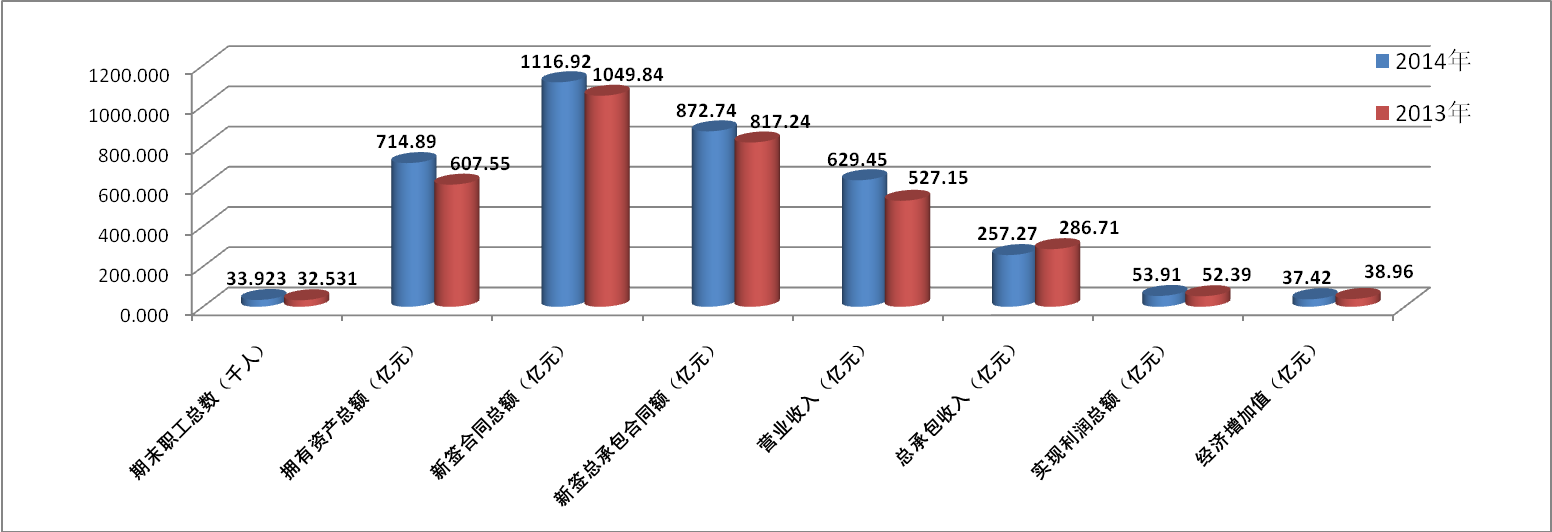 2014年
2013年
1200.000
1000.000
800.000
600.000
400.000
200.000
0.000
33.923
32.531
714.89
607.55
1116.92
1049.84
872.74
817.24
629.45
527.15
257.27
286.71
53.91
52.39
37.42
38.96
期末职工总数（千人）
拥有资产总额（亿元）
新签合同总额（亿元）
新签总承包合同额（亿元）
营业收入（亿元）
总承包收入（亿元）
实现利润总额（亿元）
经济增加值（亿元）